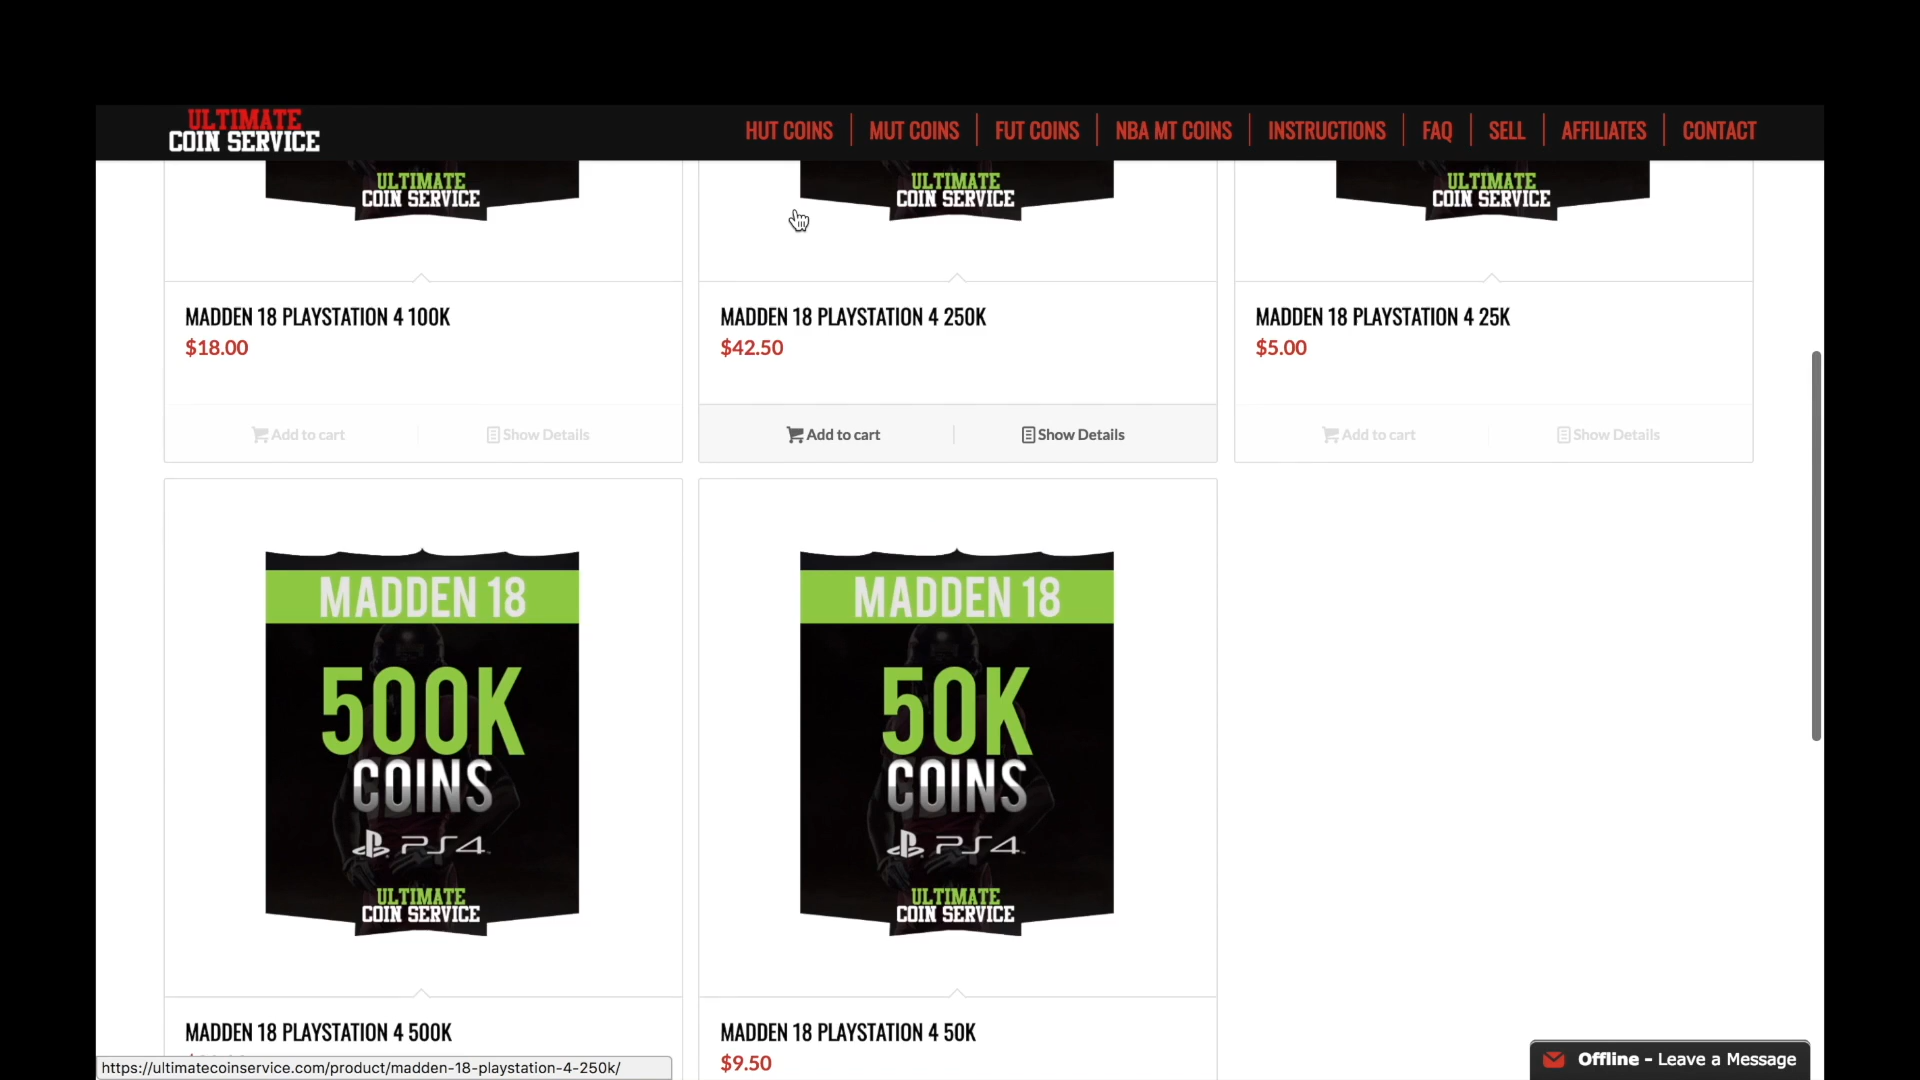 ULTIMATE
COIN SERVICE
HUT COINS
MUT COINS
FUT COINS
NBA MT COINS
INSTRUCTIONS
FAQ
SELL
AFFILIATES
CONTACT
ULTIMATE
COIN SERVICE
ULTIMATE
COIN SERVICE
ULTIMATE
COIN SERVICE
MADDEN 18 PLAYSTATION 4 100K
$18.00
MADDEN 18 PLAYSTATION 4 250K
$42.50
MADDEN 18 PLAYSTATION 4 25K
$5.00
Add to cart
Show Details
Add to cart
Show Details
Add to cart
Show Details
MADDEN 18
500K
COINS
PS4
ULTIMATE
COIN SERVICE
MADDEN 18
50K
COINS
PS4
ULTIMATE
COIN SERVICE
MADDEN 18 PLAYSTATION 4 500K
MADDEN 18 PLAYSTATION 4 50K
$9.50
https://ultimatecoinservice.com/product/madden-18-playstation-4-250k/
Offline - Leave a Message